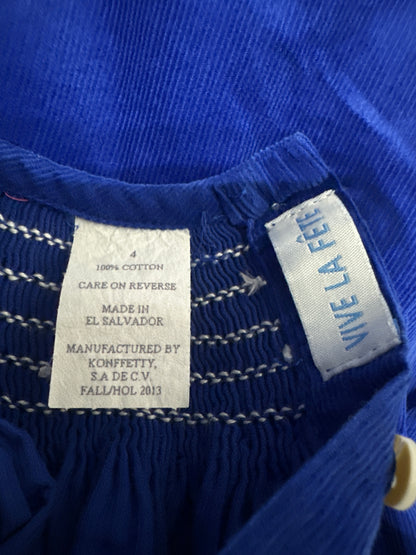 4
100% COTTON
CARE ON REVERSE
MADE IN
EL SALVADOR
MANUFACTURED BY
KONFFETTY,
S.A DE C.V.
FALL/HOL 2013
VIVE LA FÊTE